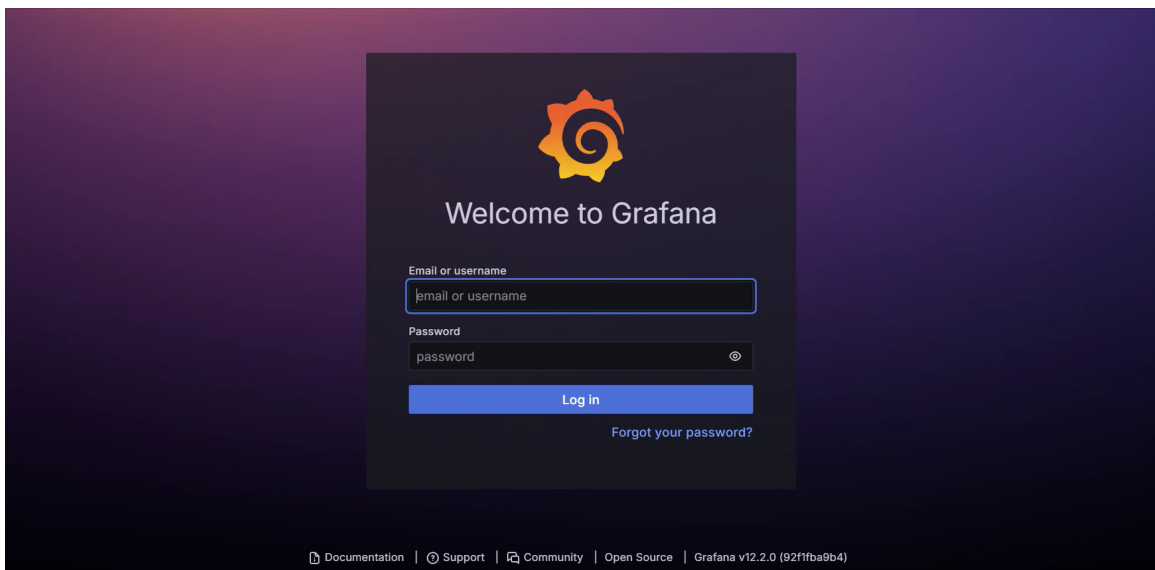 Welcome to Grafana
Email or username
email or username
Password
password
Log in
Forgot your password?
Documentation | Support | Community | Open Source | Grafana v12.2.0 (92f1fba9b4)